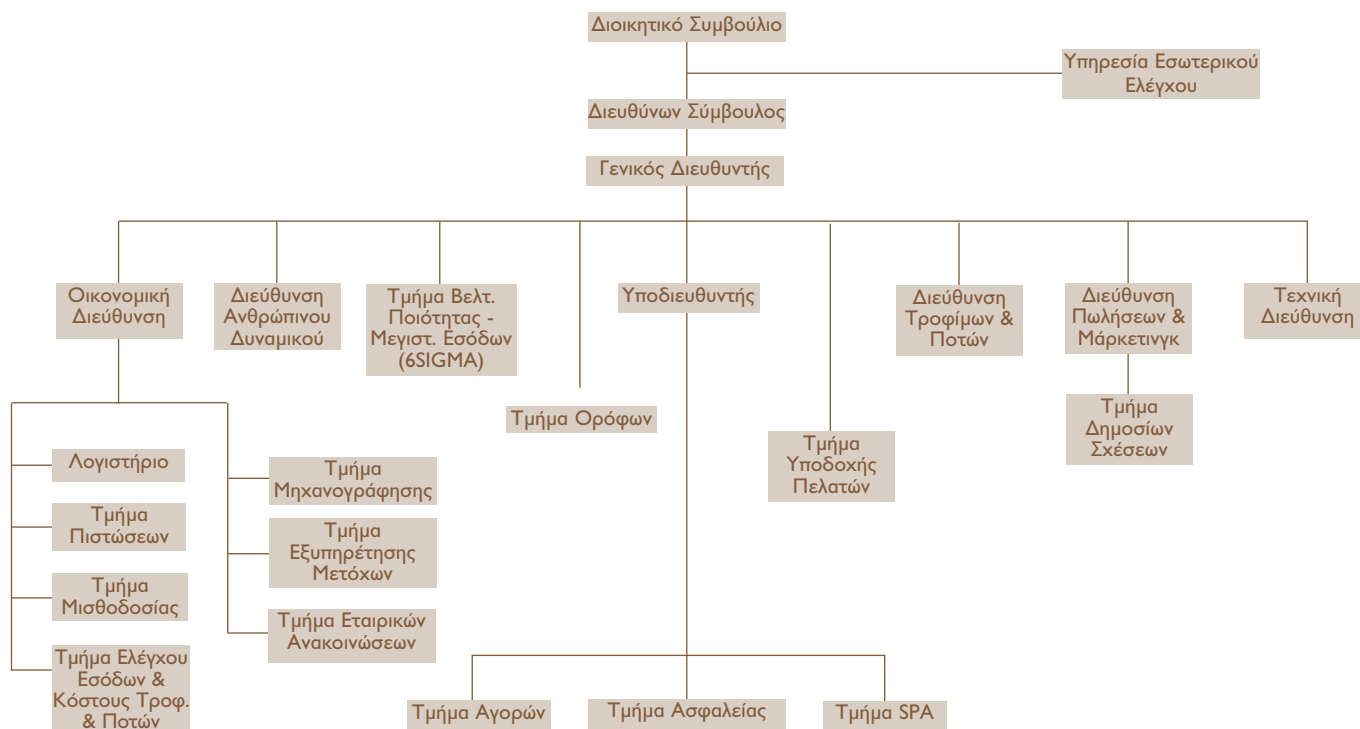 Διοικητικό Συμβούλιο
Υπηρεσία Εσωτερικού
Ελέγχου
Διευθύνων Σύμβουλος
Γενικός Διευθυντής
Οικονομική
Διεύθυνση
Διεύθυνση
Ανθρώπινου
Δυναμικού
Τμήμα Βελτ.
Ποιότητας -
Μεγιστ. Εσόδων
(6SIGMA)
Τμήμα Ορόφων
Υποδιευθυντής
Τμήμα
Υποδοχής
Πελατών
Διεύθυνση
Τροφίμων &
Ποτών
Διεύθυνση
Πωλήσεων &
Μάρκετινγκ
Τμήμα
Δημοσίων
Σχέσεων
Τεχνική
Διεύθυνση
Λογιστήριο
Τμήμα
Πιστώσεων
Τμήμα
Μισθοδοσίας
Τμήμα Ελέγχου
Εσόδων &
Κόστους Τροφ.
& Ποτών
Τμήμα
Μηχανογράφησης
Τμήμα
Εξυπηρέτησης
Μετόχων
Τμήμα Εταιρικών
Ανακοινώσεων
Τμήμα Αγορών
Τμήμα Ασφαλείας
Τμήμα SPA